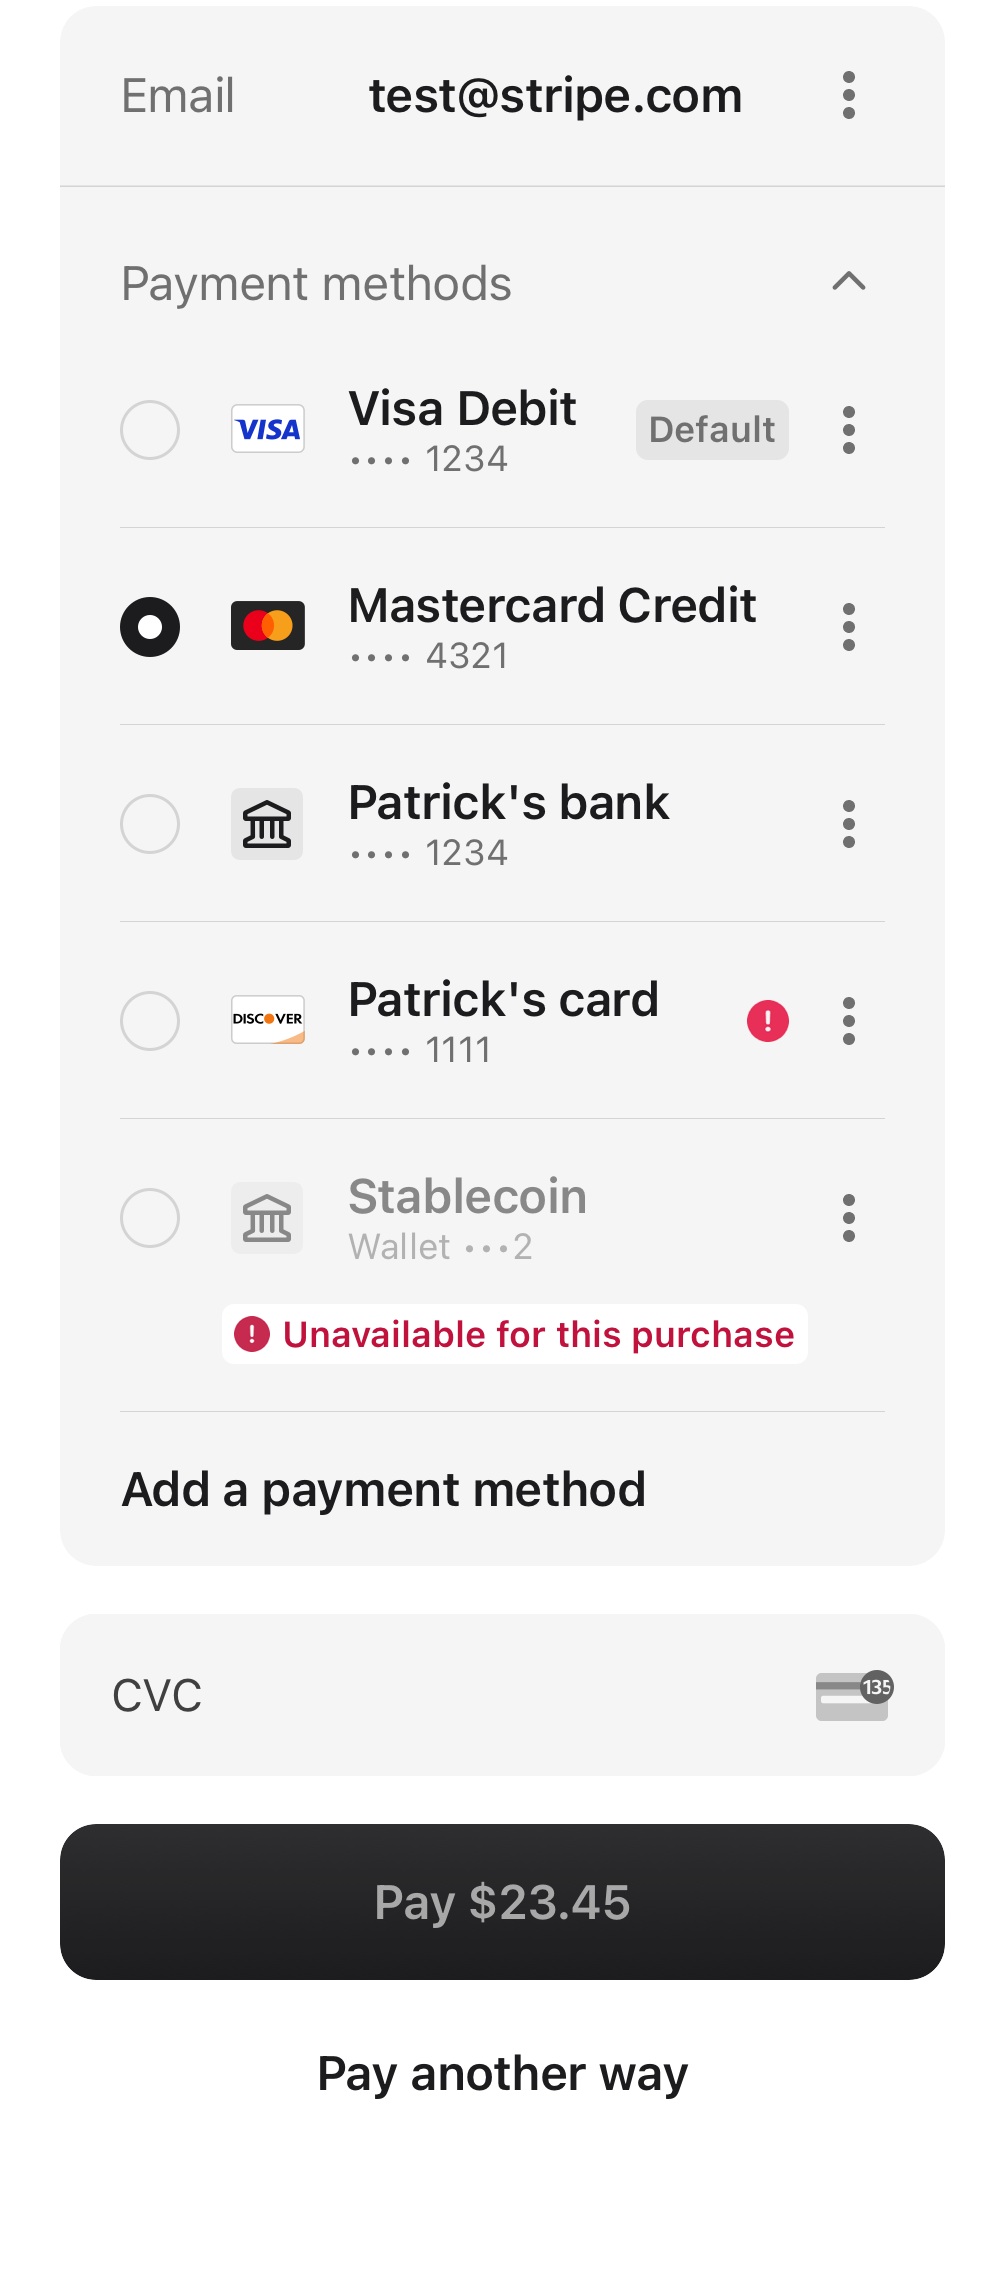 Email test@stripe.com
Payment methods
VISA Visa Debit Default
•••• 1234
Mastercard Credit
•••• 4321
Patrick's bank
•••• 1234
DISCOVER Patrick's card !
•••• 1111
Stablecoin
Wallet •••2
! Unavailable for this purchase
Add a payment method
CVC 135
Pay $23.45
Pay another way